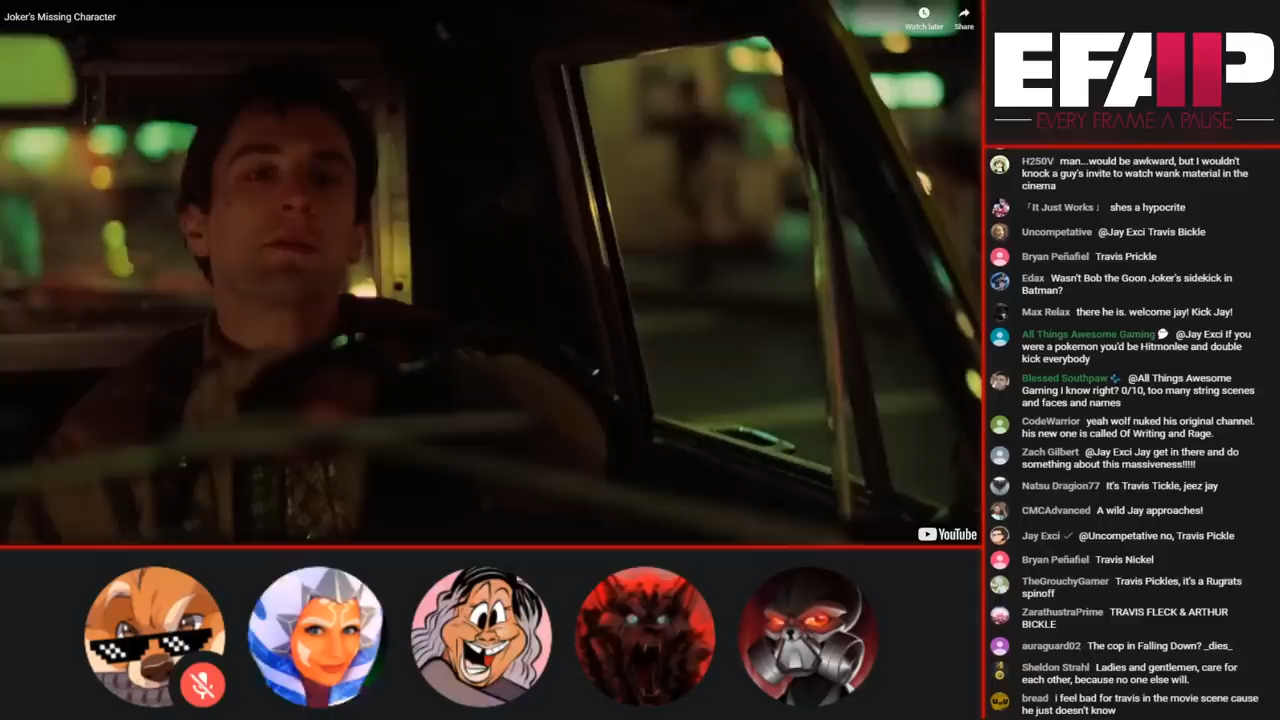 Joker's Missing Character
Watch later
Share
YouTube
EFAP
EVERY FRAME A PAUSE
H250V man...would be awkward, but I wouldn't
knock a guy's invite to watch wank material in the
cinema
「It Just Works」 shes a hypocrite
Uncompetative @Jay Exci Travis Bickle
Bryan Peñafiel Travis Prickle
Edax Wasn't Bob the Goon Joker's sidekick in
Batman?
Max Relax there he is. welcome jay! Kick Jay!
All Things Awesome Gaming @Jay Exci If you
were a pokemon you'd be Hitmonlee and double
kick everybody
Blessed Southpaw @All Things Awesome
Gaming I know right? 0/10, too many string scenes
and faces and names
CodeWarrior yeah wolf nuked his original channel.
his new one is called Of Writing and Rage.
Zach Gilbert @Jay Exci Jay get in there and do
something about this massiveness!!!!!
Natsu Dragion77 It's Travis Tickle, jeez jay
CMCAdvanced A wild Jay approaches!
Jay Exci @Uncompetative no, Travis Pickle
Bryan Peñafiel Travis Nickel
TheGrouchyGamer Travis Pickles, it's a Rugrats
spinoff
ZarathustraPrime TRAVIS FLECK & ARTHUR
BICKLE
auraguard02 The cop in Falling Down? _dies_
Sheldon Strahl Ladies and gentlemen, care for
each other, because no one else will.
bread i feel bad for travis in the movie scene cause
he just doesn't know